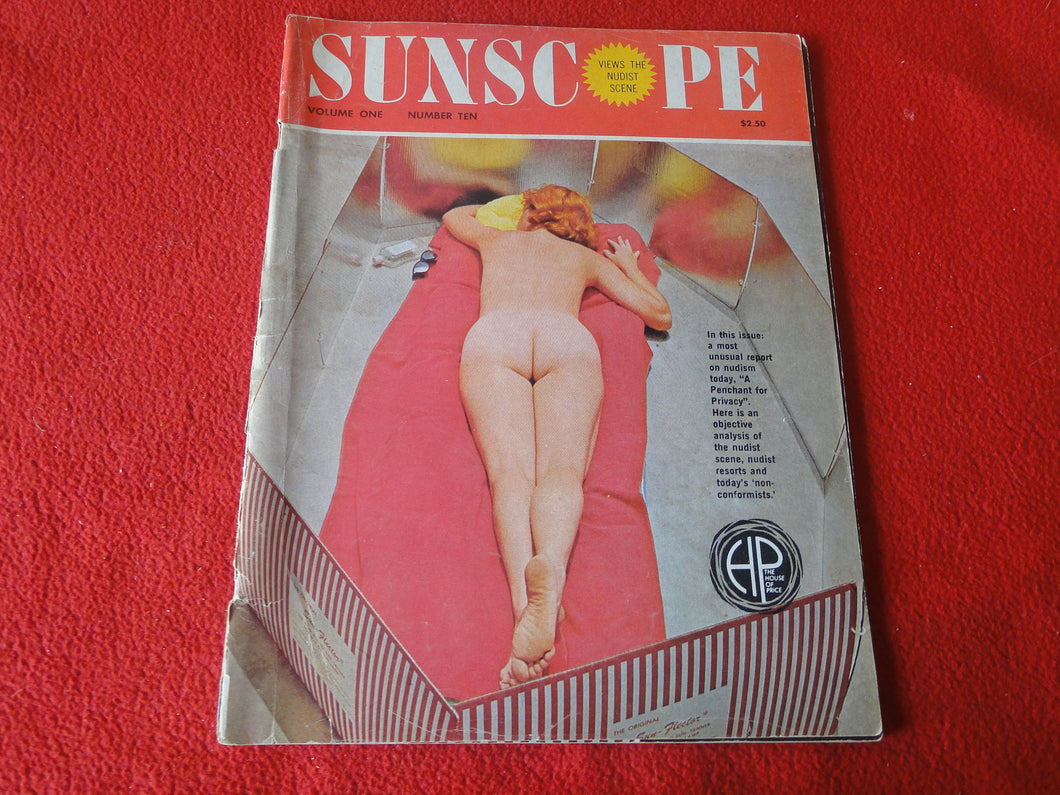 SUNSCOPE
VIEWS THE
NUDIST
SCENE
VOLUME ONE NUMBER TEN
$2.50
In this issue:
a most
unusual report
on nudism
today, "A
Penchant for
Privacy".
Here is an
objective
analysis of
the nudist
scene, nudist
resorts and
today's 'non-
conformists.'
HP
THE
HOUSE
OF
PRICE
THE ORIGINAL
Sun-Flector